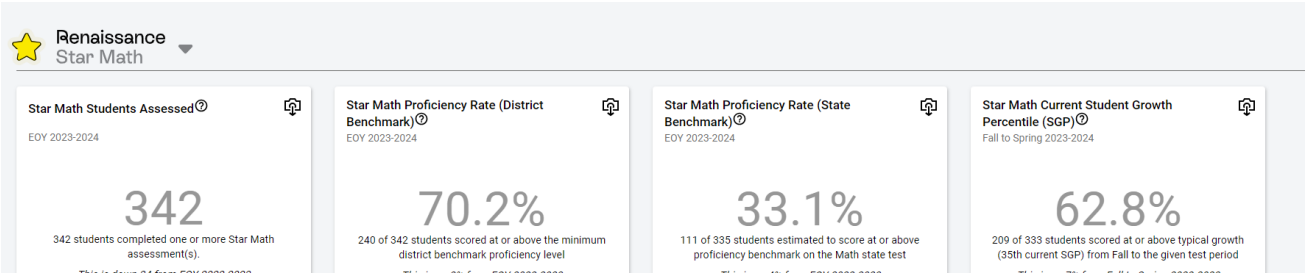 Renaissance
Star Math
Star Math Students Assessed
EOY 2023-2024
342
342 students completed one or more Star Math
assessment(s).
Star Math Proficiency Rate (District
Benchmark)
EOY 2023-2024
70.2%
240 of 342 students scored at or above the minimum
district benchmark proficiency level
Star Math Proficiency Rate (State
Benchmark)
EOY 2023-2024
33.1%
111 of 335 students estimated to score at or above
proficiency benchmark on the Math state test
Star Math Current Student Growth
Percentile (SGP)
Fall to Spring 2023-2024
62.8%
209 of 333 students scored at or above typical growth
(35th current SGP) from Fall to the given test period